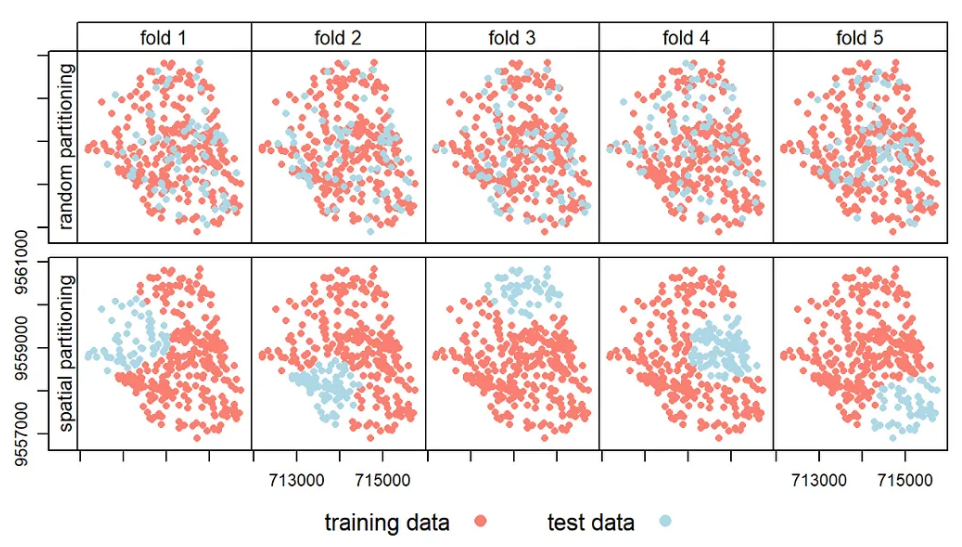 fold 1 fold 2 fold 3 fold 4 fold 5
random partitioning
spatial partitioning
9561000
9559000
9557000
713000 715000 713000 715000
training data test data